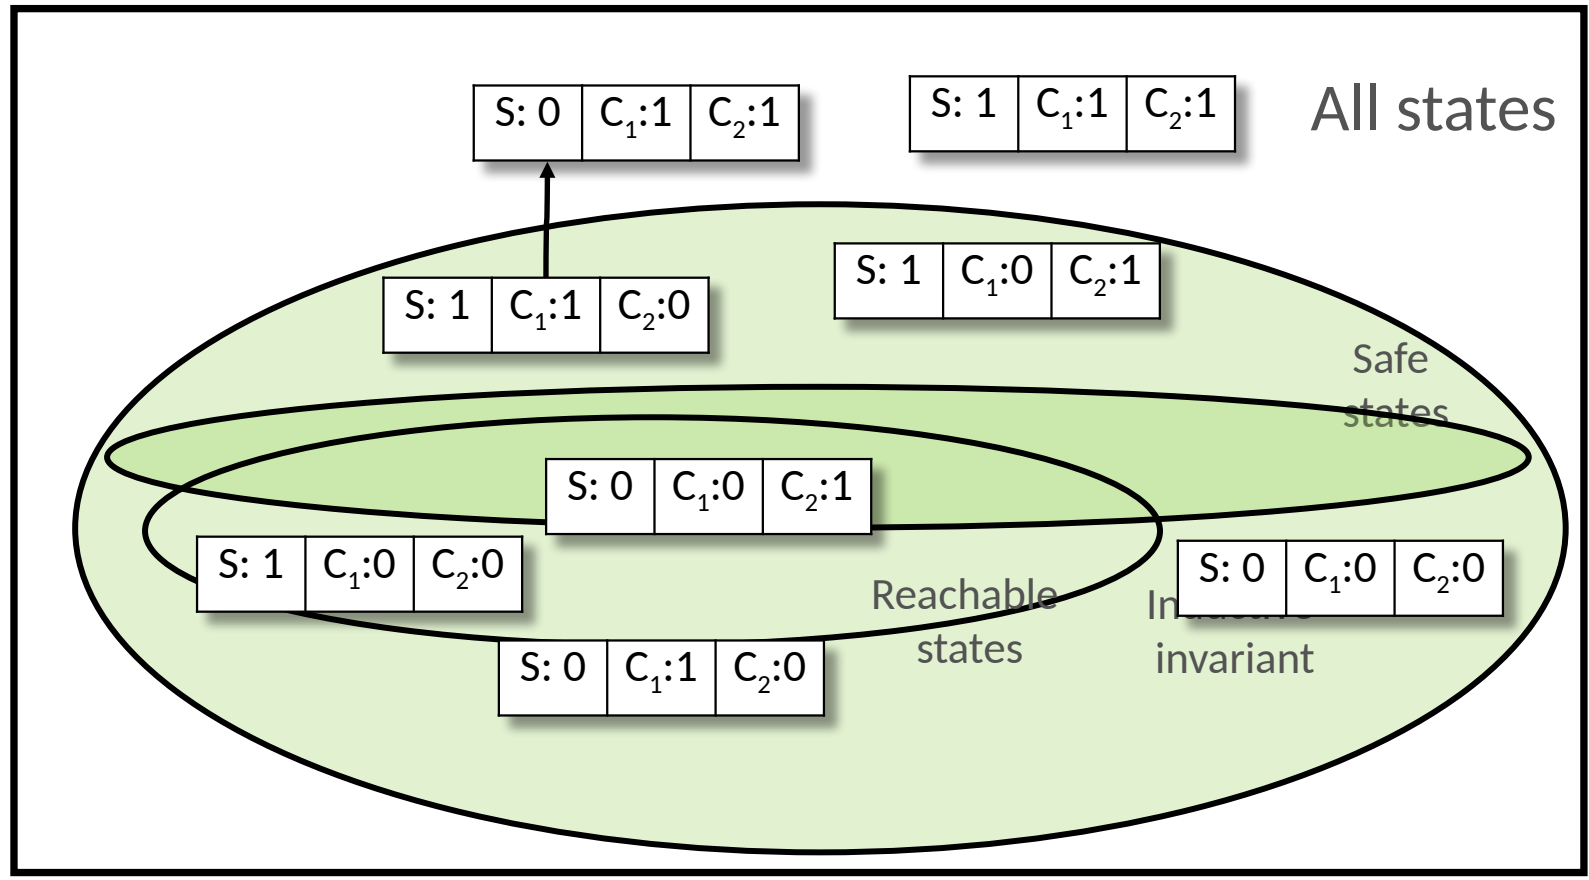 S: 0 C1:1 C2:1
S: 1 C1:1 C2:1
All states
S: 1 C1:0 C2:1
S: 1 C1:1 C2:0
Safe
states
S: 0 C1:0 C2:1
S: 1 C1:0 C2:0
S: 0 C1:0 C2:0
Reachable
states
invariant
S: 0 C1:1 C2:0